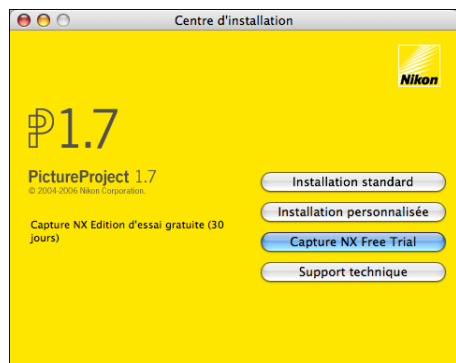 Centre d'installation
Nikon
P1.7
PictureProject 1.7
© 2004-2006 Nikon Corporation.
Capture NX Edition d'essai gratuite (30
jours)
Installation standard
Installation personnalisée
Capture NX Free Trial
Support technique